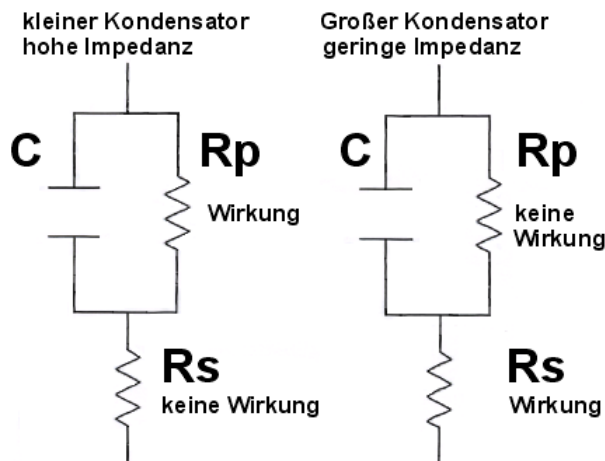 kleiner Kondensator
hohe Impedanz
C
Rp
Wirkung
Rs
keine Wirkung
Großer Kondensator
geringe Impedanz
C
Rp
keine
Wirkung
Rs
Wirkung